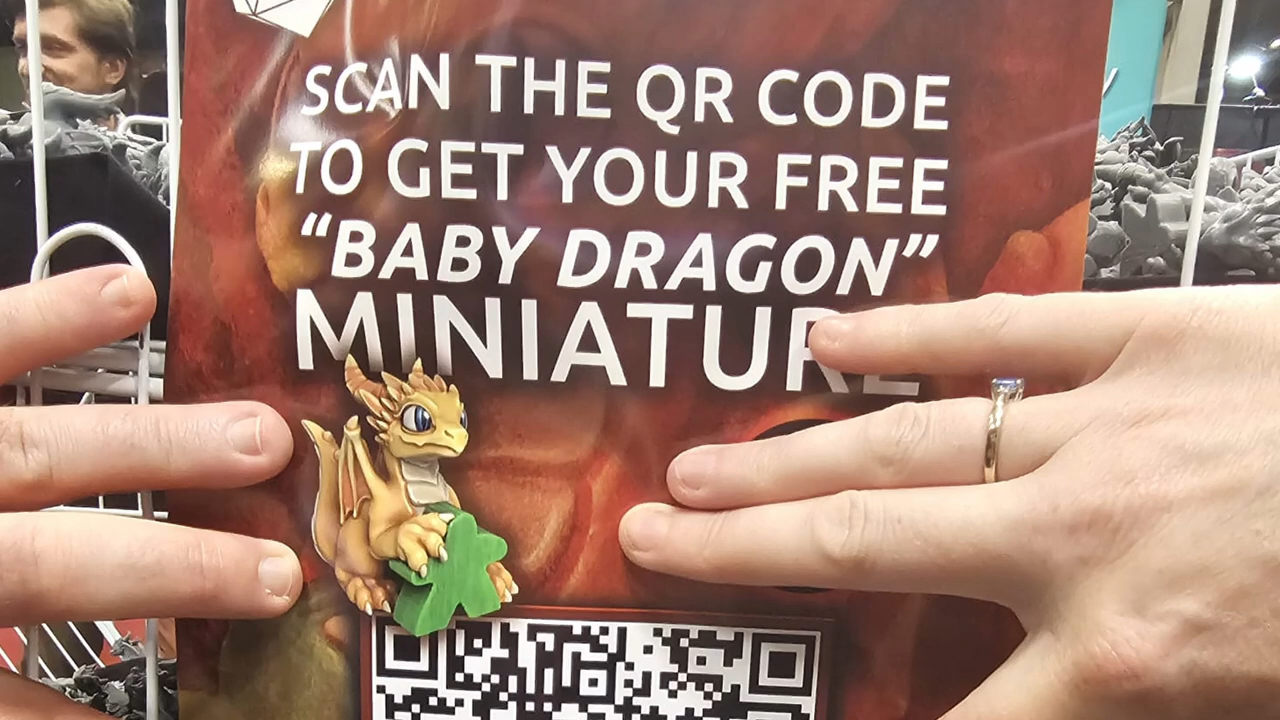 SCAN THE QR CODE
TO GET YOUR FREE
“BABY DRAGON”
MINIATURE